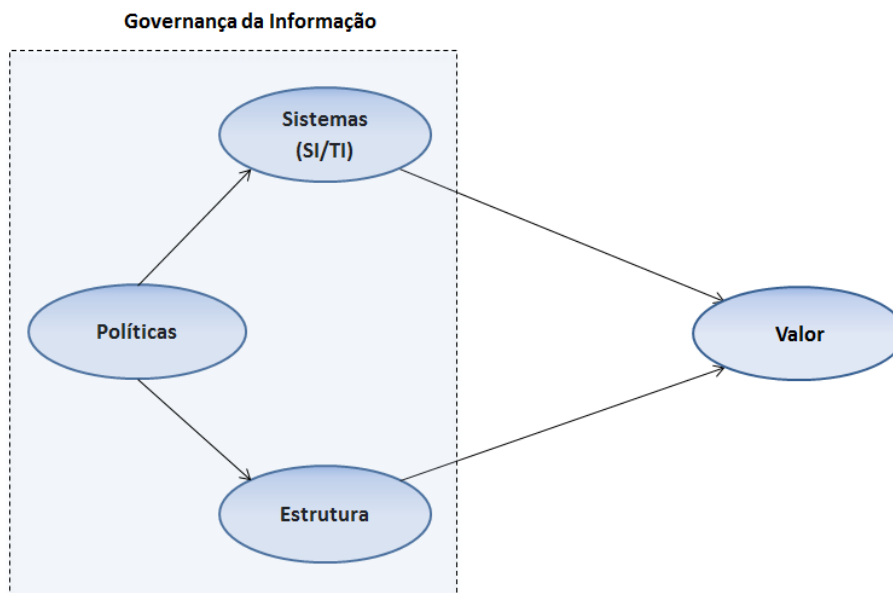 Governança da Informação
Sistemas
(SI/TI)
Políticas
Valor
Estrutura